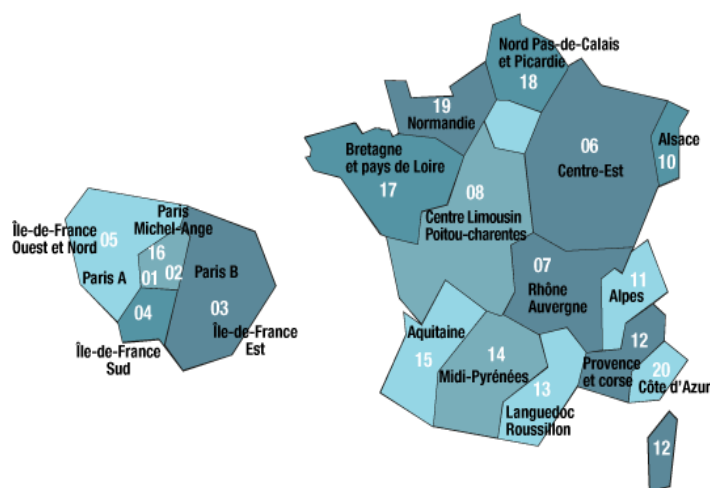 Paris
Michel-Ange
Île-de-France
Ouest et Nord
05
16
Paris A
01
02
Paris B
04
03
Île-de-France
Est
Île-de-France
Sud
Nord Pas-de-Calais
et Picardie
18
19
Normandie
Bretagne
et pays de Loire
17
06
Centre-Est
Alsace
10
08
Centre Limousin
Poitou-charentes
07
Rhône
Auvergne
11
Alpes
Aquitaine
15
14
Midi-Pyrénées
13
Languedoc
Roussillon
12
Provence
et corse
20
Côte d'Azur
12